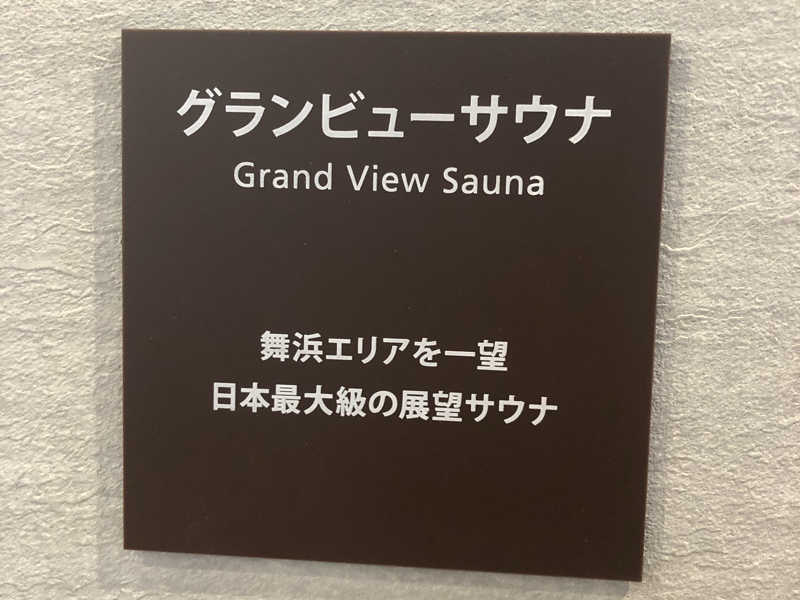 グランビューサウナ
Grand View Sauna
舞浜エリアを一望
日本最大級の展望サウナ